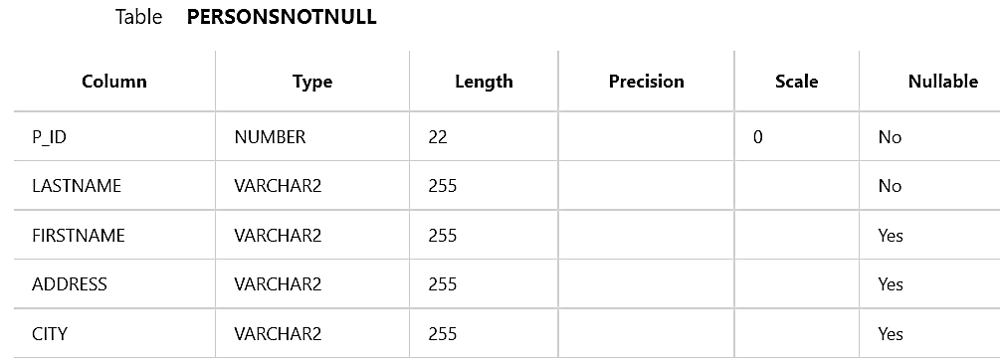 Table PERSONSNOTNULL
Column Type Length Precision Scale Nullable
P_ID NUMBER 22 0 No
LASTNAME VARCHAR2 255 No
FIRSTNAME VARCHAR2 255 Yes
ADDRESS VARCHAR2 255 Yes
CITY VARCHAR2 255 Yes